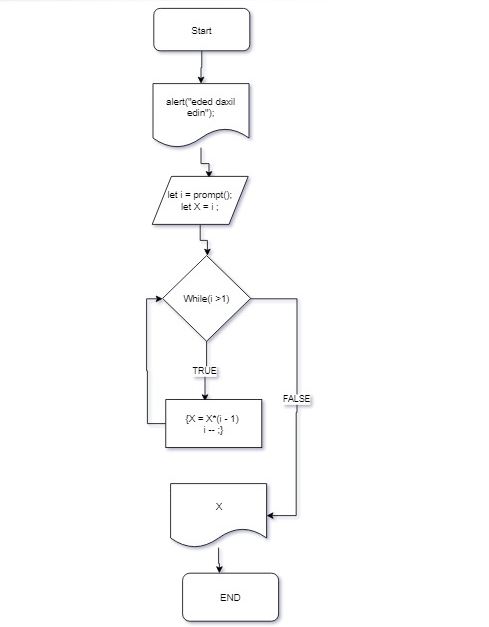 Start
alert("eded daxil
edin");
let i = prompt();
let X = i ;
While(i >1)
TRUE
FALSE
{X = X*(i - 1)
i -- ;}
X
END